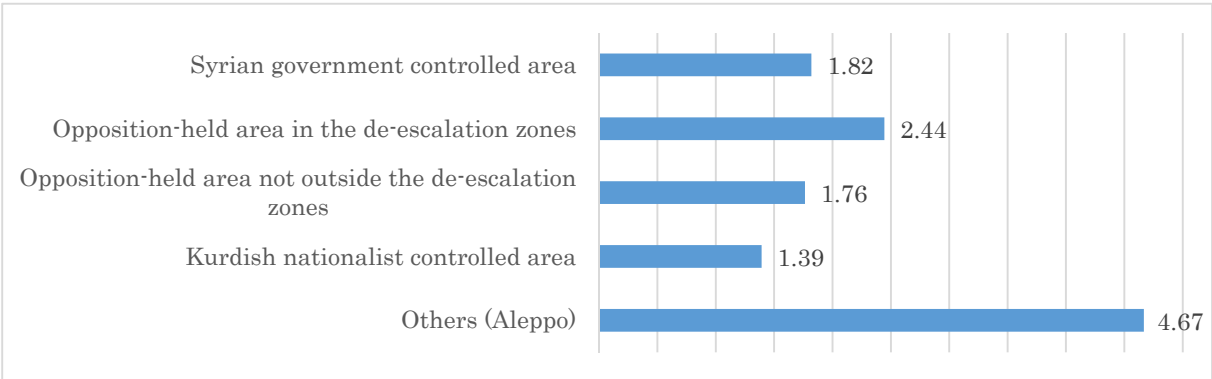 Syrian government controlled area
1.82
Opposition-held area in the de-escalation zones
2.44
Opposition-held area not outside the de-escalation
zones
1.76
Kurdish nationalist controlled area
1.39
Others (Aleppo)
4.67